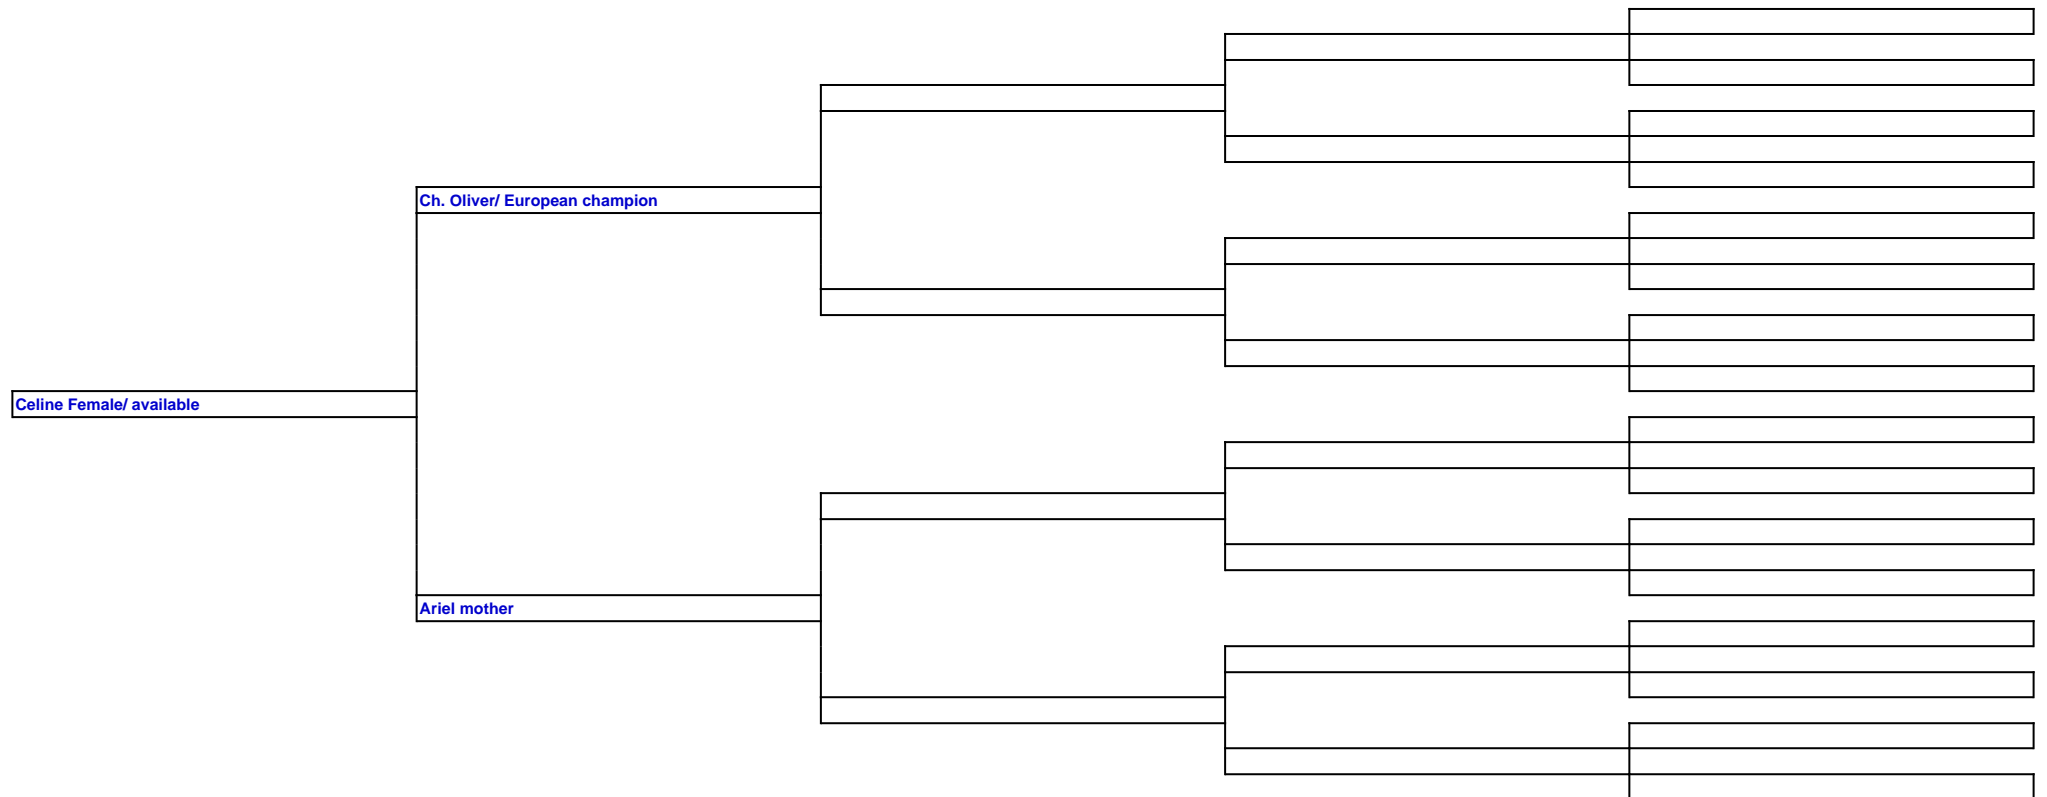 Ch. Oliver/ European champion
Celine Female/ available
Ariel mother